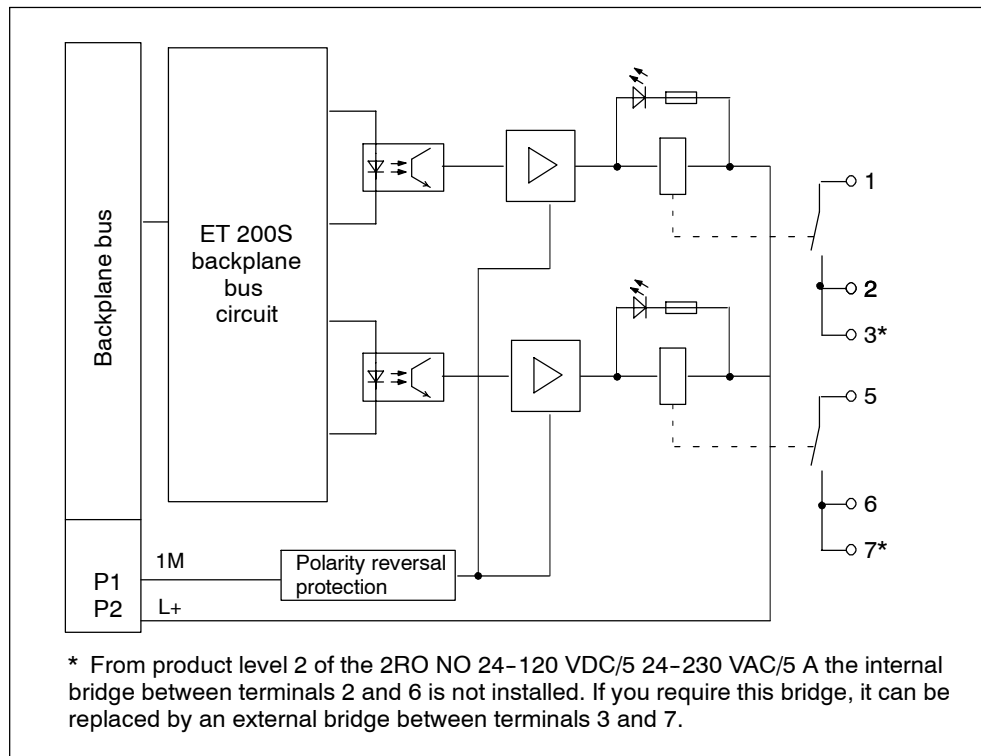 Backplane bus
ET 200S
backplane
bus
circuit
1
2
3*
5
6
7*
1M
Polarity reversal
protection
P1
P2
L+
* From product level 2 of the 2RO NO 24-120 VDC/5 24-230 VAC/5 A the internal
bridge between terminals 2 and 6 is not installed. If you require this bridge, it can be
replaced by an external bridge between terminals 3 and 7.